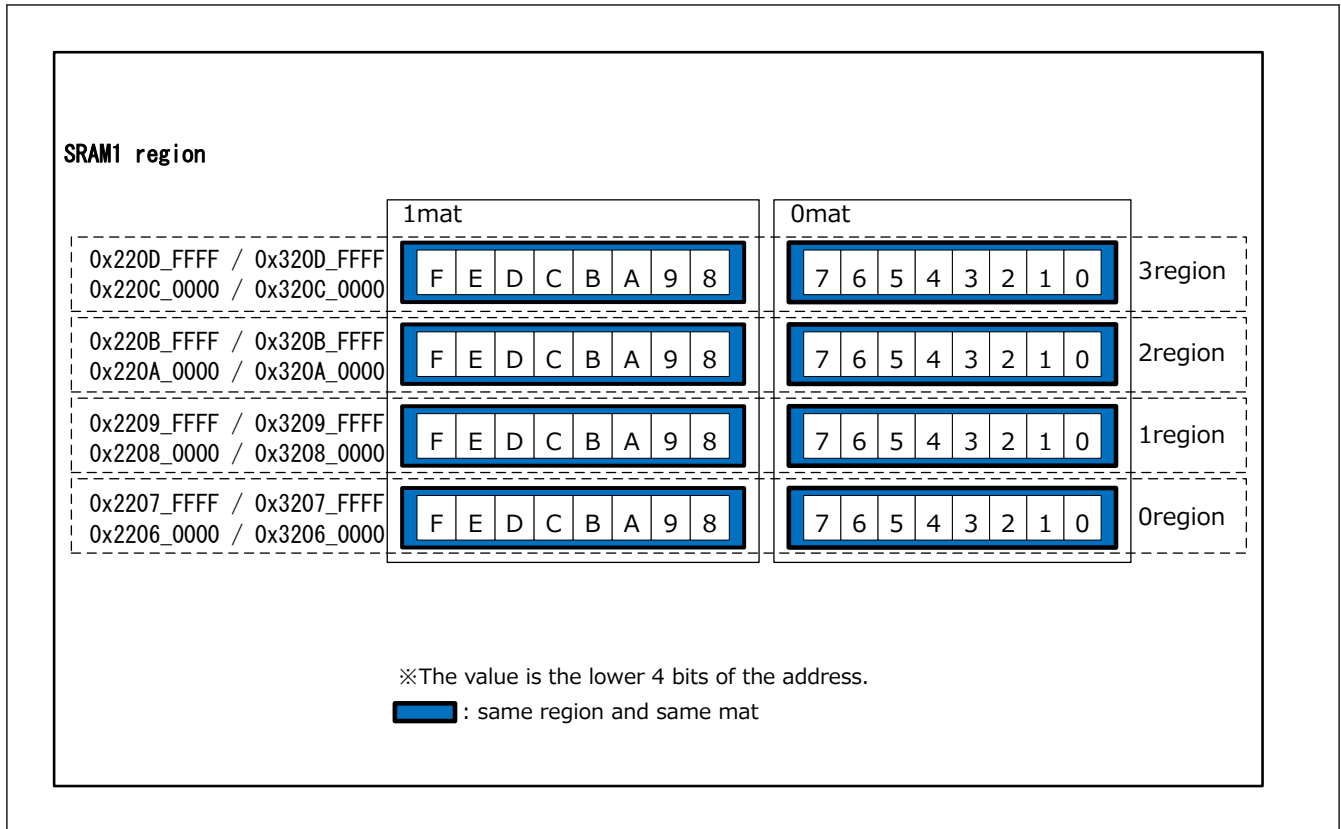 SRAM1 region
1mat 0mat
0x220D_FFFF / 0x320D_FFFF
0x220C_0000 / 0x320C_0000
F E D C B A 9 8 7 6 5 4 3 2 1 0 3region
0x220B_FFFF / 0x320B_FFFF
0x220A_0000 / 0x320A_0000
F E D C B A 9 8 7 6 5 4 3 2 1 0 2region
0x2209_FFFF / 0x3209_FFFF
0x2208_0000 / 0x3208_0000
F E D C B A 9 8 7 6 5 4 3 2 1 0 1region
0x2207_FFFF / 0x3207_FFFF
0x2206_0000 / 0x3206_0000
F E D C B A 9 8 7 6 5 4 3 2 1 0 0region
※The value is the lower 4 bits of the address.
: same region and same mat